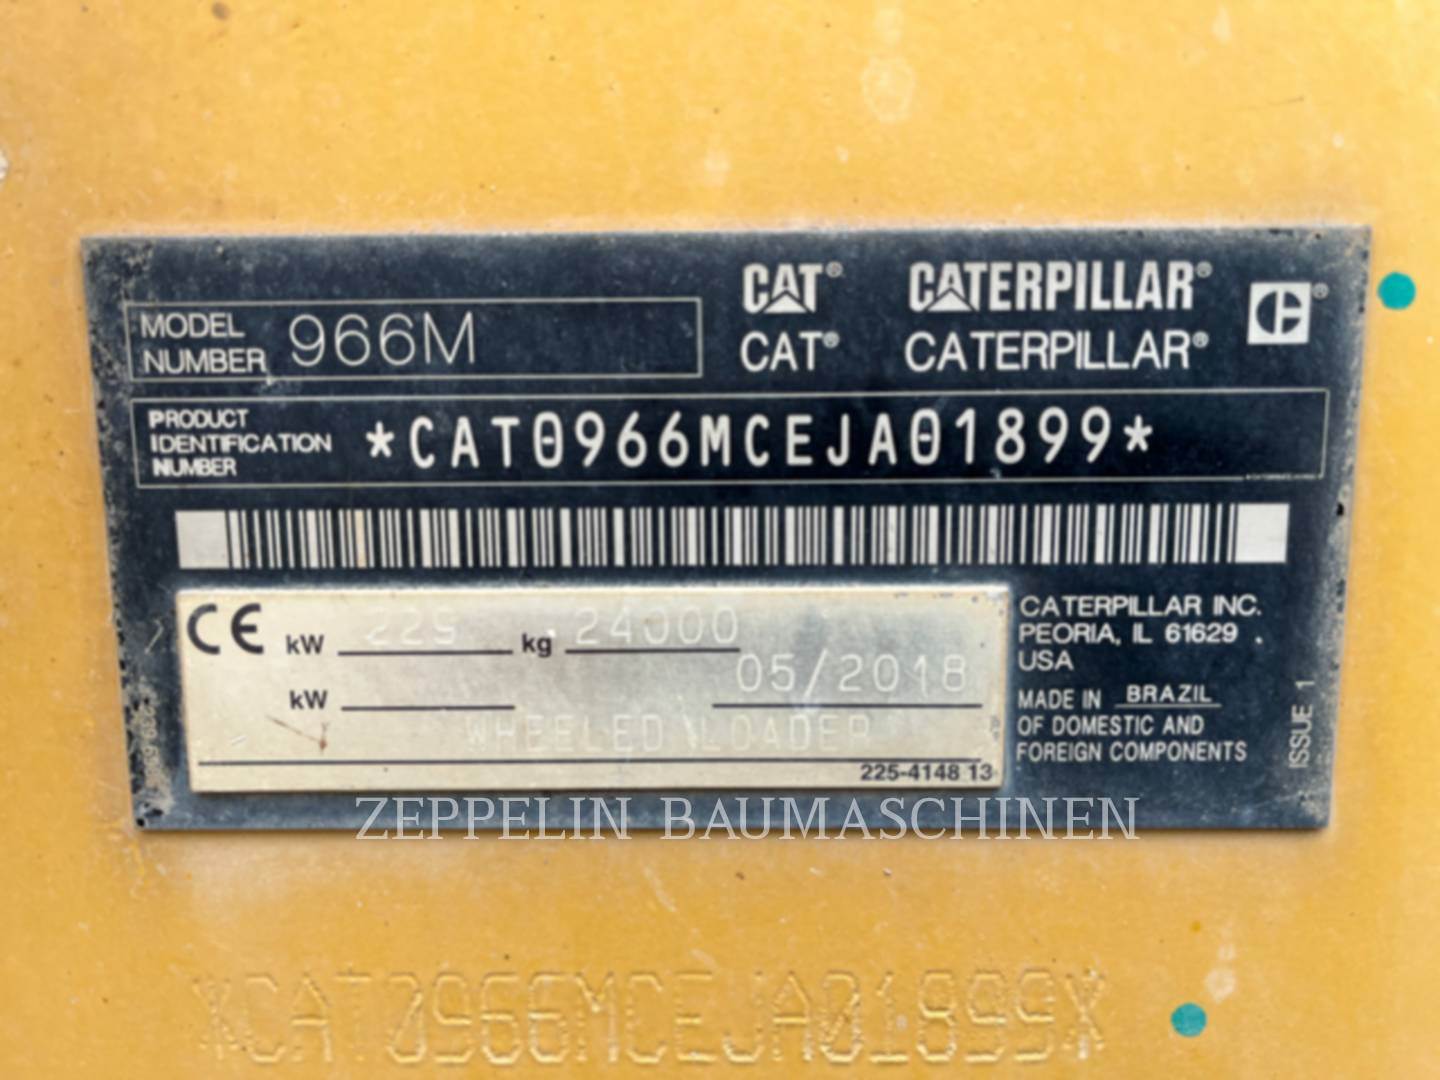 CAT® CATERPILLAR®
MODEL NUMBER 966M
CAT® CATERPILLAR®
PRODUCT IDENTIFICATION NUMBER *CAT0966MCEJA01899*
CE kW 225 kg 24000
kW 05/2018
WHEELED LOADER
225-4148 13
CATERPILLAR INC.
PEORIA, IL 61629 .
USA
MADE IN BRAZIL
OF DOMESTIC AND
FOREIGN COMPONENTS
ISSUE 1
ZEPPELIN BAUMASCHINEN
*CAT0966MCEJA01899*